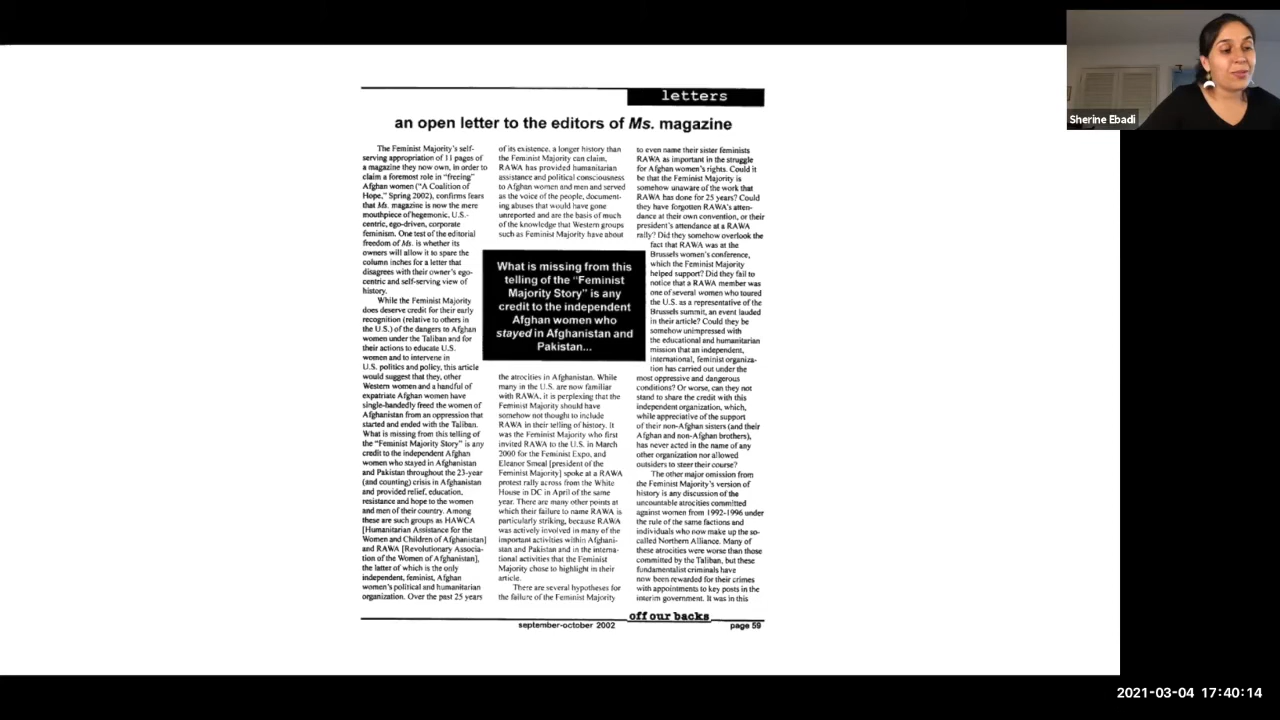 letters
an open letter to the editors of Ms. magazine
The Feminist Majority's self-
serving appropriation of 11 pages of
a magazine they now own, in order to
claim a foremost role in "freeing"
Afghan women ("A Coalition of
Hope," Spring 2002), confirms fears
that Ms. magazine is now the mere
mouthpiece of hegemonic, U.S.-
centric, ego-driven, corporate
feminism. One test of the editorial
freedom of Ms. is whether its
owners will allow it to spare the
column inches for a letter that
disagrees with their owner's ego-
centric and self-serving view of
history.
While the Feminist Majority
does deserve credit for their early
recognition (relative to others in
the U.S.) of the dangers to Afghan
women under the Taliban and for
their actions to educate U.S.
women and to intervene in
U.S. politics and policy, this article
would suggest that they, other
Western women and a handful of
expatriate Afghan women have
single-handedly freed the women of
Afghanistan from an oppression that
started and ended with the Taliban.
What is missing from this telling of
the "Feminist Majority Story" is any
credit to the independent Afghan
women who stayed in Afghanistan
and Pakistan throughout the 23-year
(and counting) crisis in Afghanistan
and provided relief, education,
resistance and hope to the women
and men of their country. Among
these are such groups as HAWCA
[Humanitarian Assistance for the
Women and Children of Afghanistan]
and RAWA [Revolutionary Associa-
tion of the Women of Afghanistan],
the latter of which is the only
independent, feminist, Afghan
women's political and humanitarian
organization. Over the past 25 years
of its existence, a longer history than
the Feminist Majority can claim,
RAWA has provided humanitarian
assistance and political consciousness
to Afghan women and men and served
as the voice of the people, document-
ing abuses that would have gone
unreported and are the basis of much
of the knowledge that Western groups
such as Feminist Majority have about
What is missing from this
telling of the "Feminist
Majority Story" is any
credit to the independent
Afghan women who
stayed in Afghanistan and
Pakistan...
the atrocities in Afghanistan. While
many in the U.S. are now familiar
with RAWA, it is perplexing that the
Feminist Majority should have
somehow not thought to include
RAWA in their telling of history. It
was the Feminist Majority who first
invited RAWA to the U.S. in March
2000 for the Feminist Expo, and
Eleanor Smeal [president of the
Feminist Majority] spoke at a RAWA
protest rally across from the White
House in DC in April of the same
year. There are many other points at
which their failure to name RAWA is
particularly striking, because RAWA
was actively involved in many of the
important activities within Afghani-
stan and Pakistan and in the interna-
tional activities that the Feminist
Majority chose to highlight in their
article.
There are several hypotheses for
the failure of the Feminist Majority
to even name their sister feminists
RAWA as important in the struggle
for Afghan women's rights. Could it
be that the Feminist Majority is
somehow unaware of the work that
RAWA has done for 25 years? Could
they have forgotten RAWA's atten-
dance at their own convention, or their
president's attendance at a RAWA
rally? Did they somehow overlook the
fact that RAWA was at the
Brussels women's conference,
which the Feminist Majority
helped support? Did they fail to
notice that a RAWA member was
one of several women who toured
the U.S. as a representative of the
Brussels summit, an event lauded
in their article? Could they be
somehow unimpressed with
the educational and humanitarian
mission that an independent,
international, feminist organiza-
tion has carried out under the
most oppressive and dangerous
conditions? Or worse, can they not
stand to share the credit with this
independent organization, which,
while appreciative of the support
of their non-Afghan sisters (and their
Afghan and non-Afghan brothers),
has never acted in the name of any
other organization nor allowed
outsiders to steer their course?
The other major omission from
the Feminist Majority's version of
history is any discussion of the
uncountable atrocities committed
against women from 1992-1996 under
the rule of the same factions and
individuals who now make up the so-
called Northern Alliance. Many of
these atrocities were worse than those
committed by the Taliban, but these
fundamentalist criminals have
now been rewarded for their crimes
with appointments to key posts in the
interim government. It was in this
september-october 2002
off our backs
page 59
Sherine Ebadi
2021-03-04 17:40:14